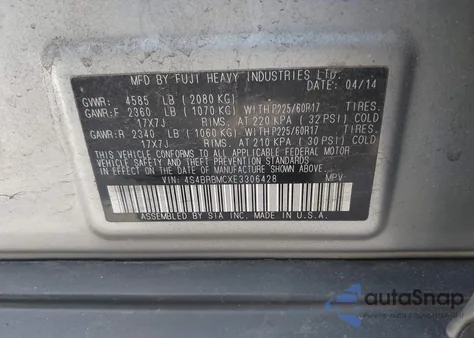 MFD BY FUJI HEAVY INDUSTRIES LTD. 04/14
GVWR: 4585 LB (2080 KG)
GAWR:F 2360 LB (1070 KG) WITH P225/60R17 TIRES.
17X7J RIMS. AT 220 KPA (32 PSI) COLD
GAWR:R 2340 LB (1060 KG) WITH P225/60R17 TIRES.
17X7J RIMS. AT 210 KPA (30 PSI) COLD
THIS VEHICLE CONFORMS TO ALL APPLICABLE FEDERAL MOTOR
VEHICLE SAFETY, BUMPER, AND THEFT PREVENTION STANDARDS IN
EFFECT ON THE DATE OF MANUFACTURE SHOWN ABOVE.
VIN: 4S4BRBMCXE3306428 MPV
ASSEMBLED BY SIA INC. MADE IN U.S.A.
autoSnap